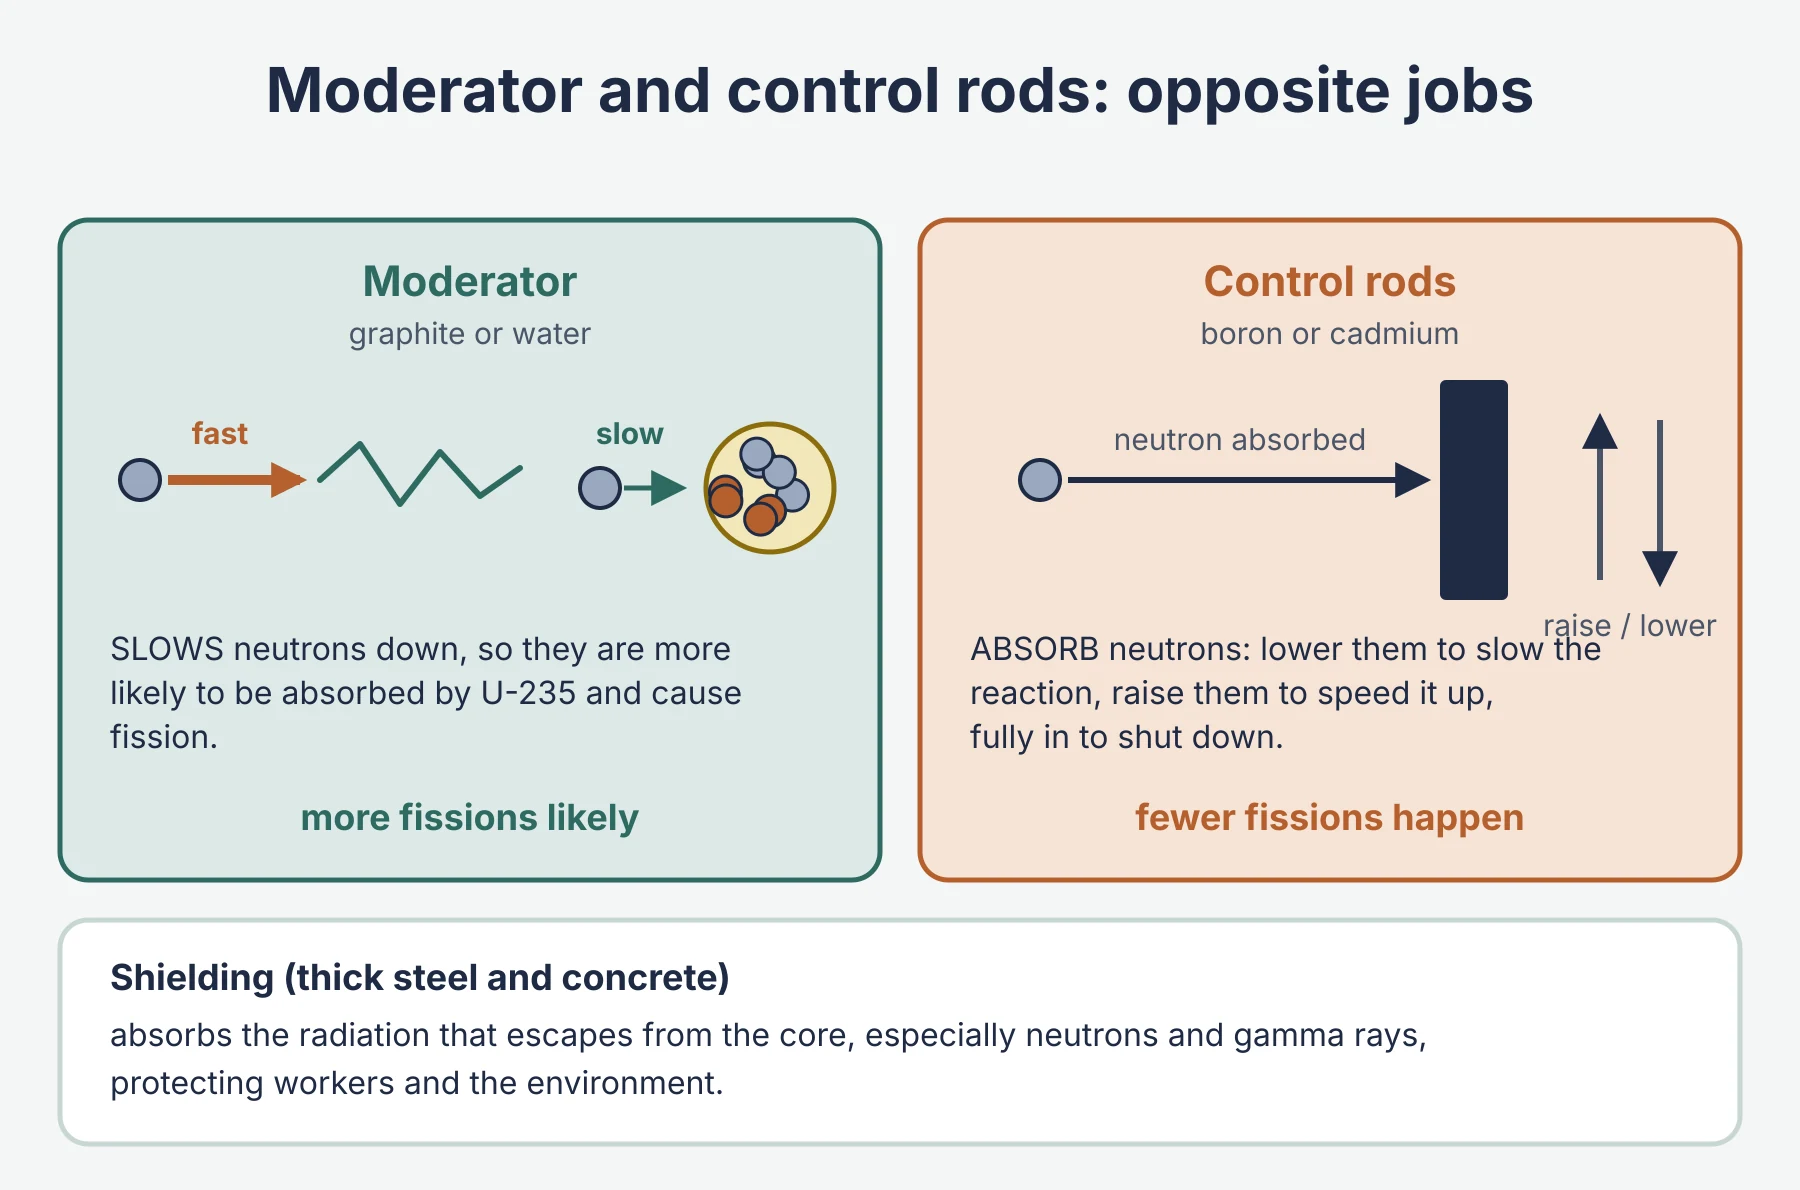 Moderator and control rods: opposite jobs
Moderator
graphite or water
fast
slow
SLOWS neutrons down, so they are more
likely to be absorbed by U-235 and cause
fission.
more fissions likely
Control rods
boron or cadmium
neutron absorbed
raise / lower
ABSORB neutrons: lower them to slow the
reaction, raise them to speed it up,
fully in to shut down.
fewer fissions happen
Shielding (thick steel and concrete)
absorbs the radiation that escapes from the core, especially neutrons and gamma rays,
protecting workers and the environment.